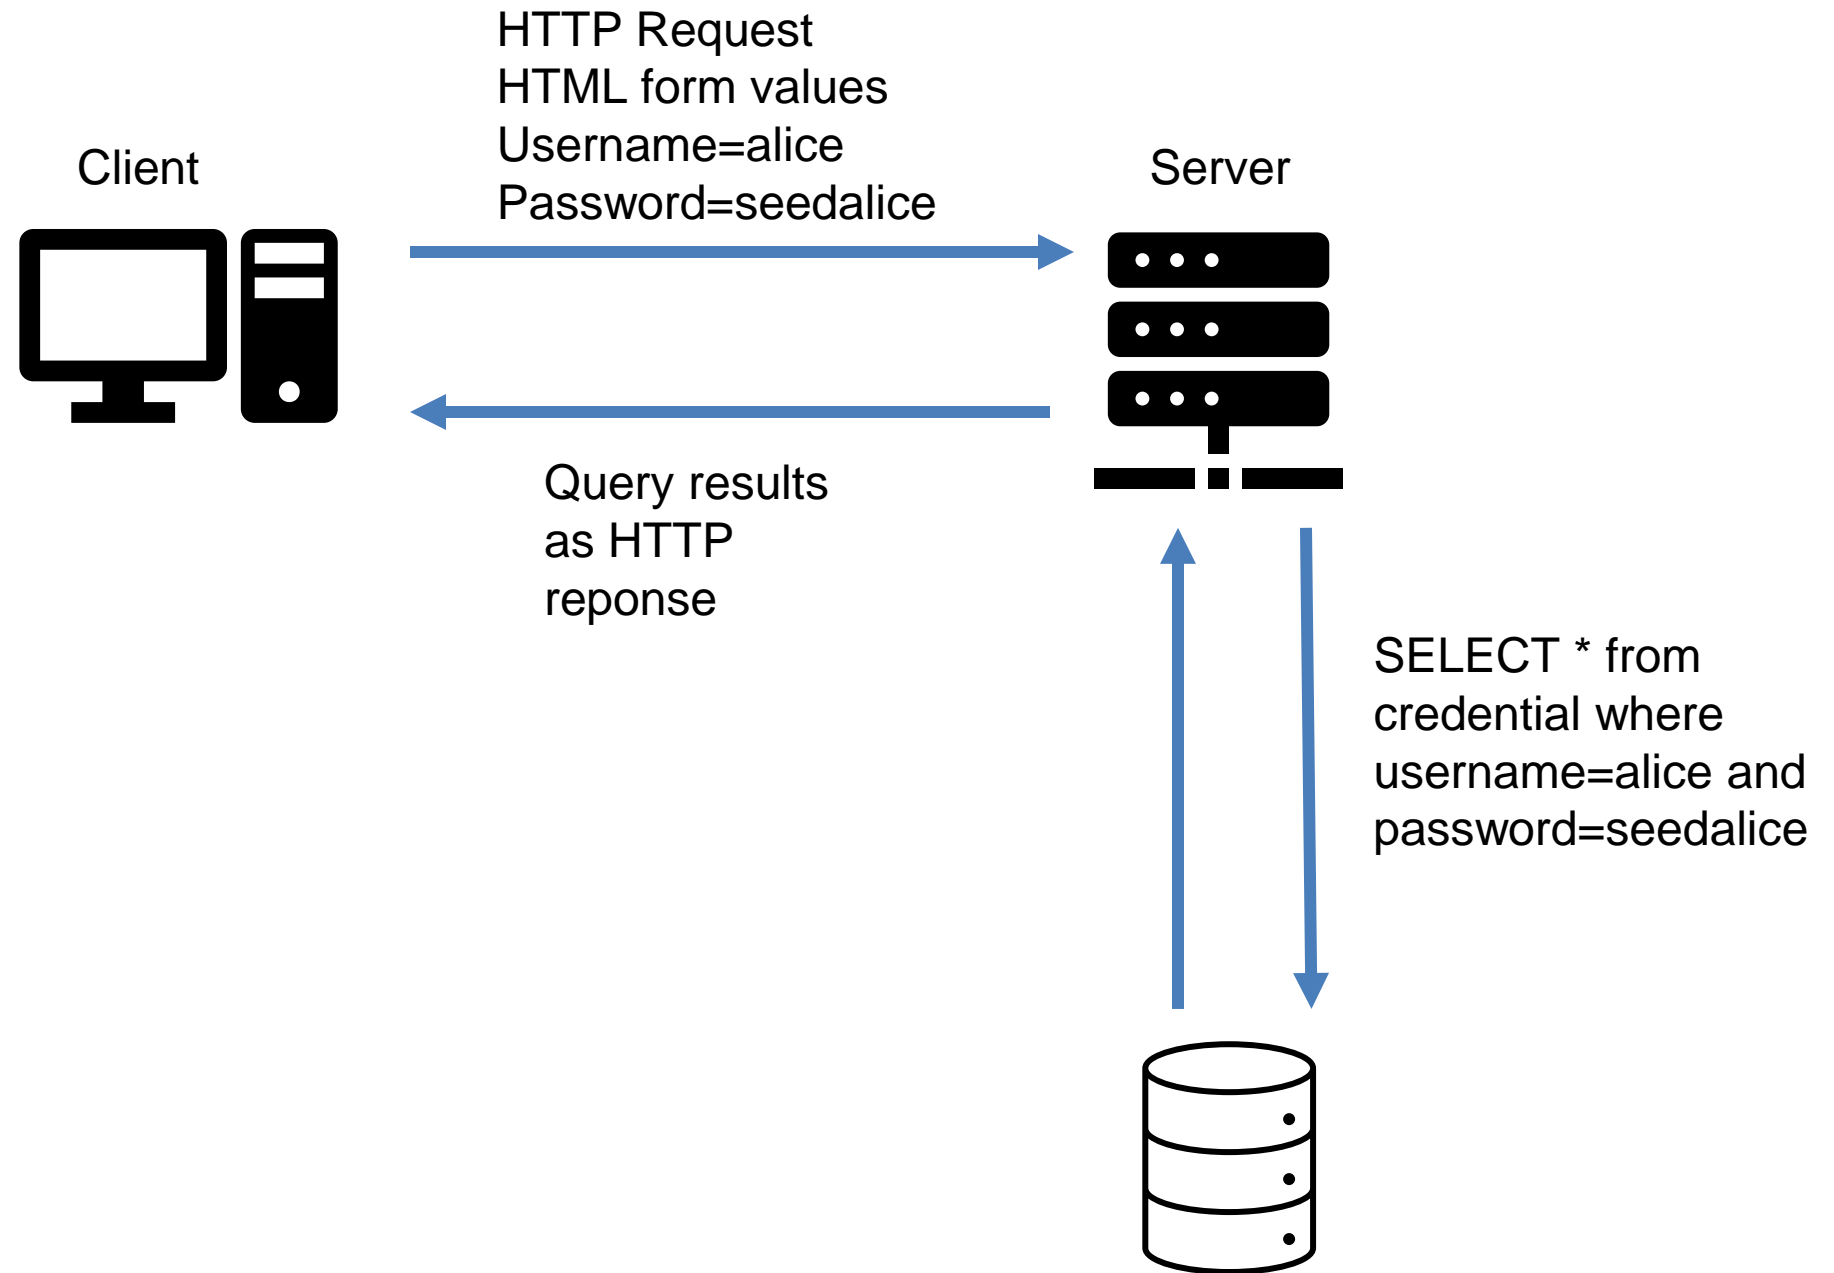 HTTP Request
HTML form values
Username=alice
Password=seedalice
Client
Server
Query results
as HTTP
reponse
SELECT * from
credential where
username=alice and
password=seedalice